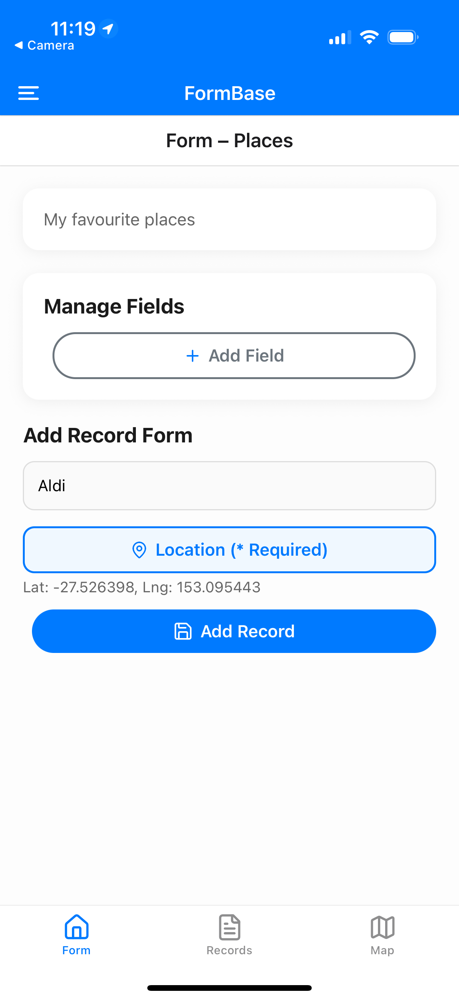 11:19
Camera
FormBase
Form – Places
My favourite places
Manage Fields
+ Add Field
Add Record Form
Aldi
Location (* Required)
Lat: -27.526398, Lng: 153.095443
Add Record
Form
Records
Map